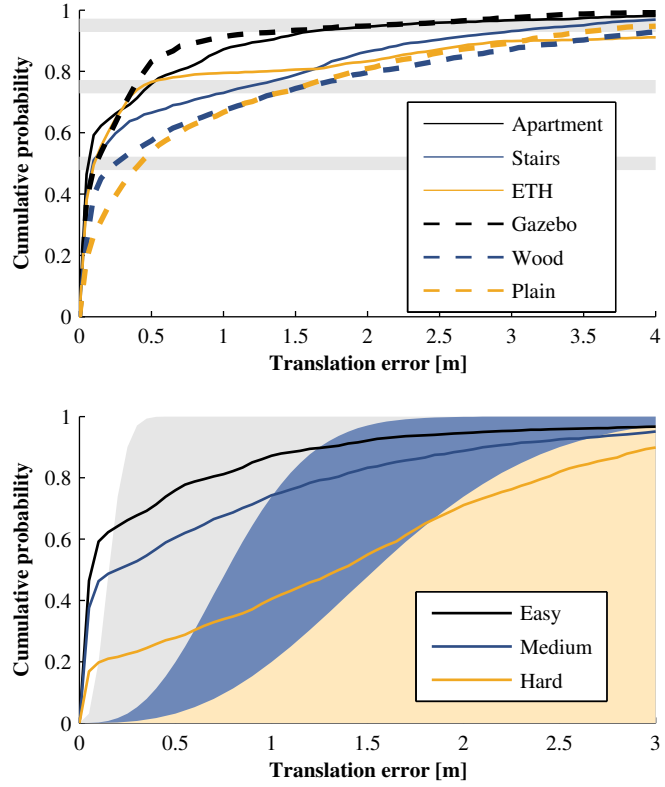 1
0.8
0.6
0.4
0.2
0
Cumulative probability
Apartment
Stairs
ETH
Gazebo
Wood
Plain
0 0.5 1 1.5 2 2.5 3 3.5 4
Translation error [m]
1
0.8
0.6
0.4
0.2
0
Cumulative probability
Easy
Medium
Hard
0 0.5 1 1.5 2 2.5 3
Translation error [m]